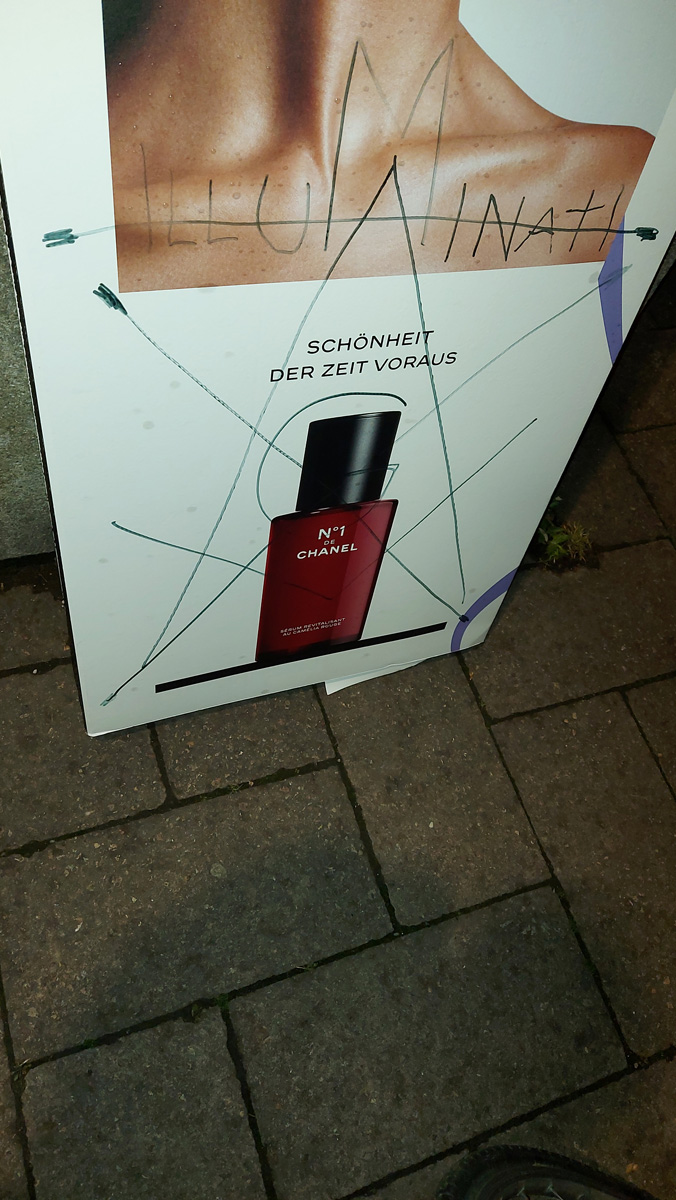 ILLUMINATI
SCHÖNHEIT
DER ZEIT VORAUS
N°1
DE
CHANEL
SÉRUM REVITALISANT
AU CAMÉLIA ROUGE